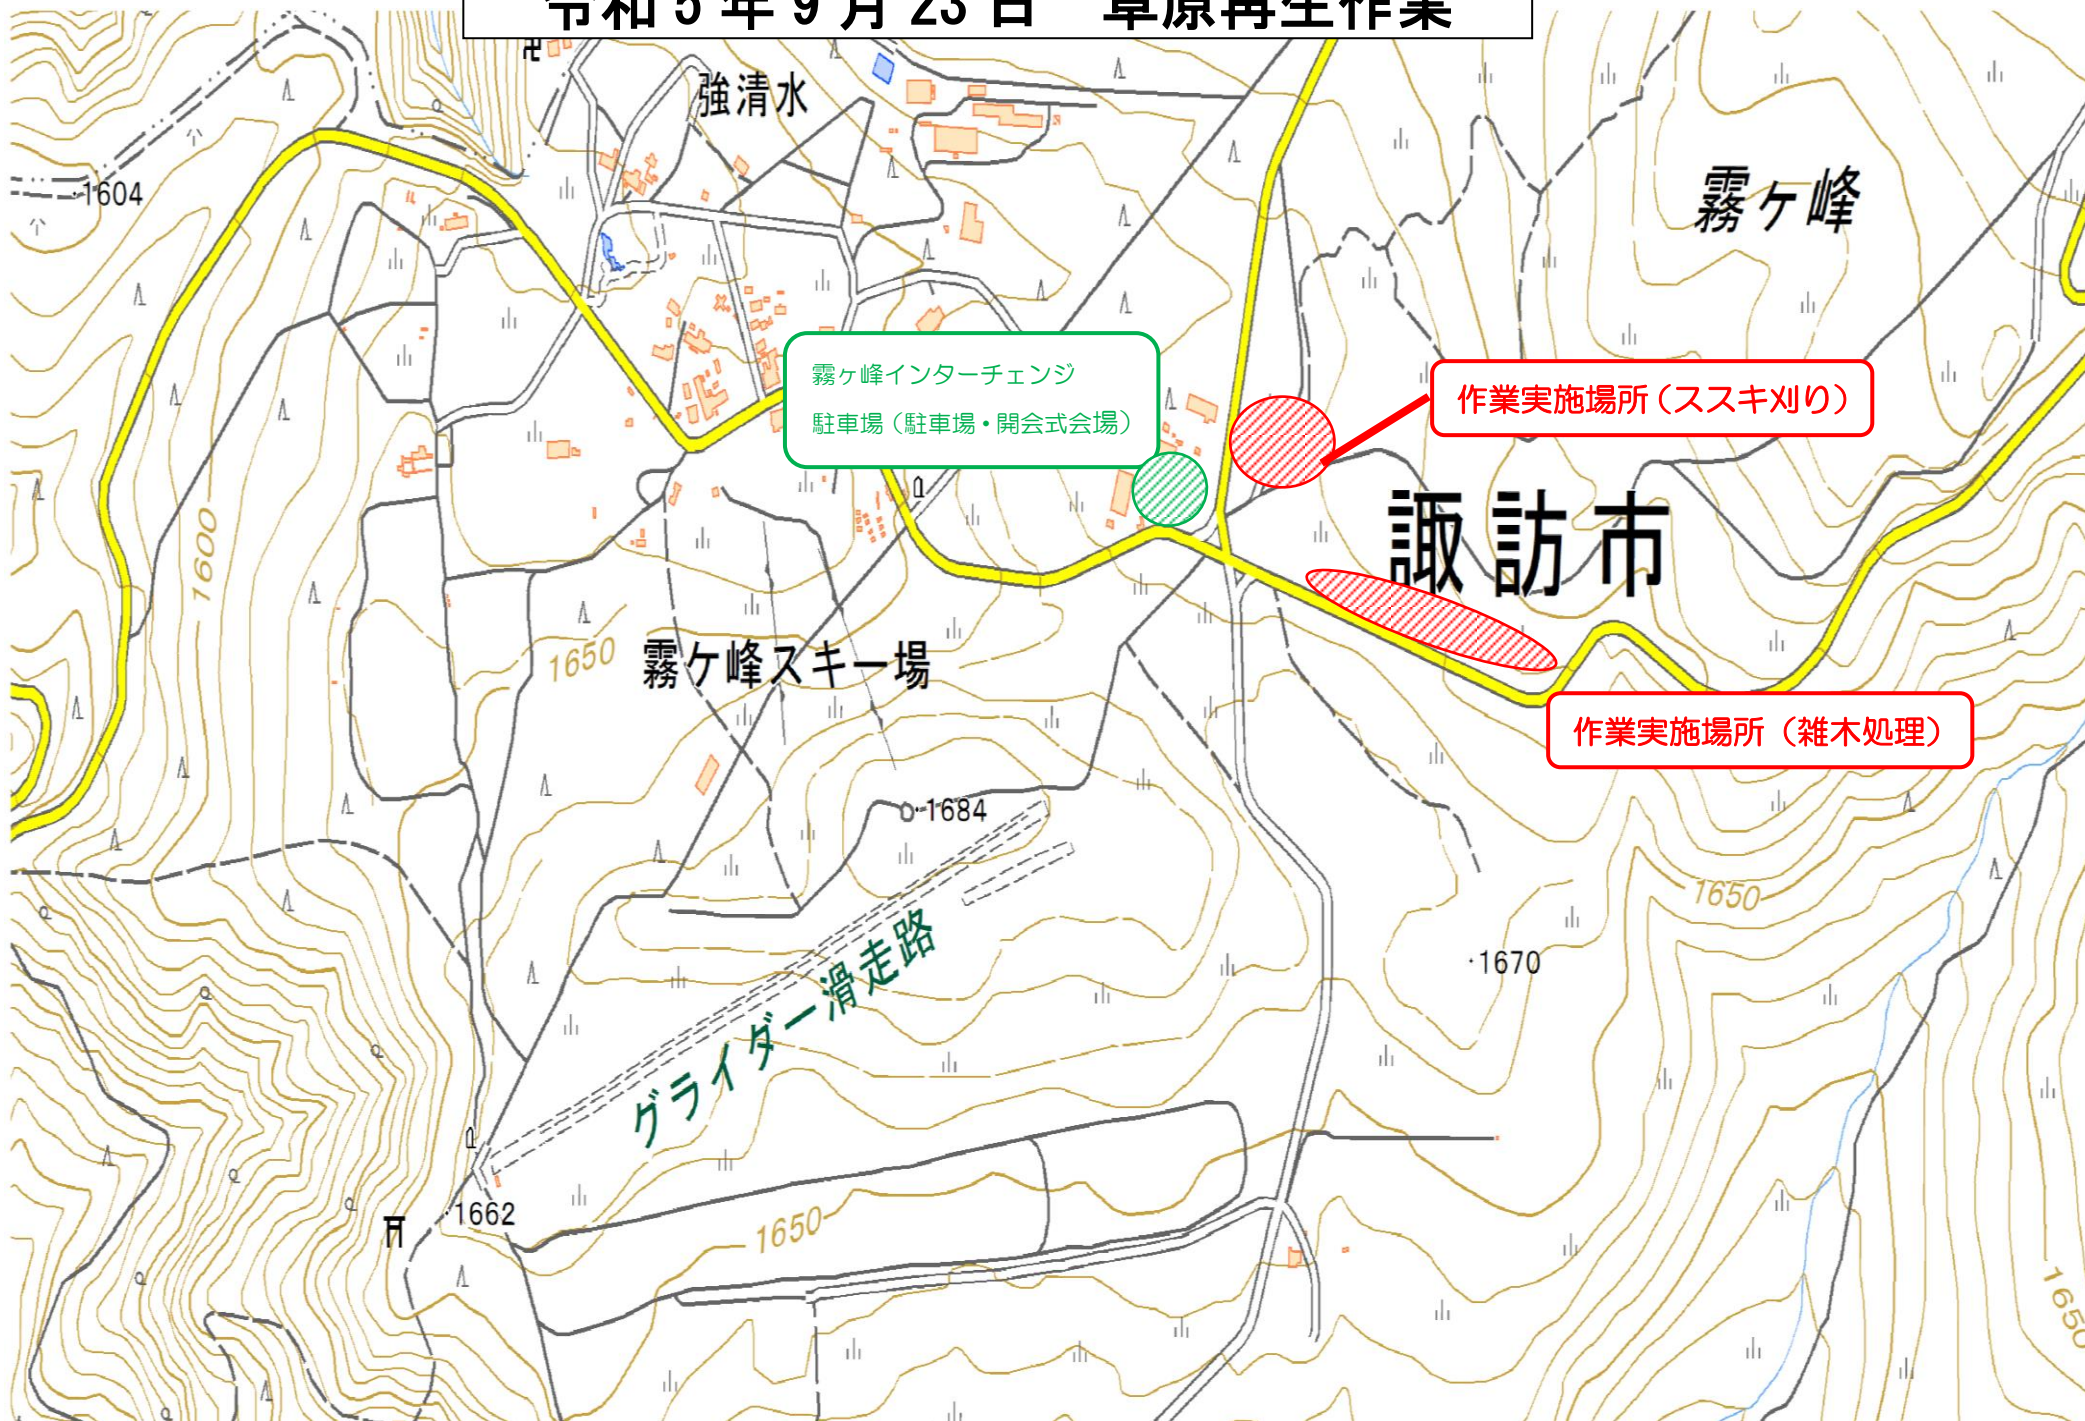 令和5年9月23日　草原再生作業
強清水
1604
霧ヶ峰
霧ヶ峰インターチェンジ
駐車場（駐車場・開会式会場）
作業実施場所（ススキ刈り）
諏訪市
1600
1650
霧ケ峰スキー場
作業実施場所（雑木処理）
1684
1650
グライダー滑走路
1670
1662
1650
1650